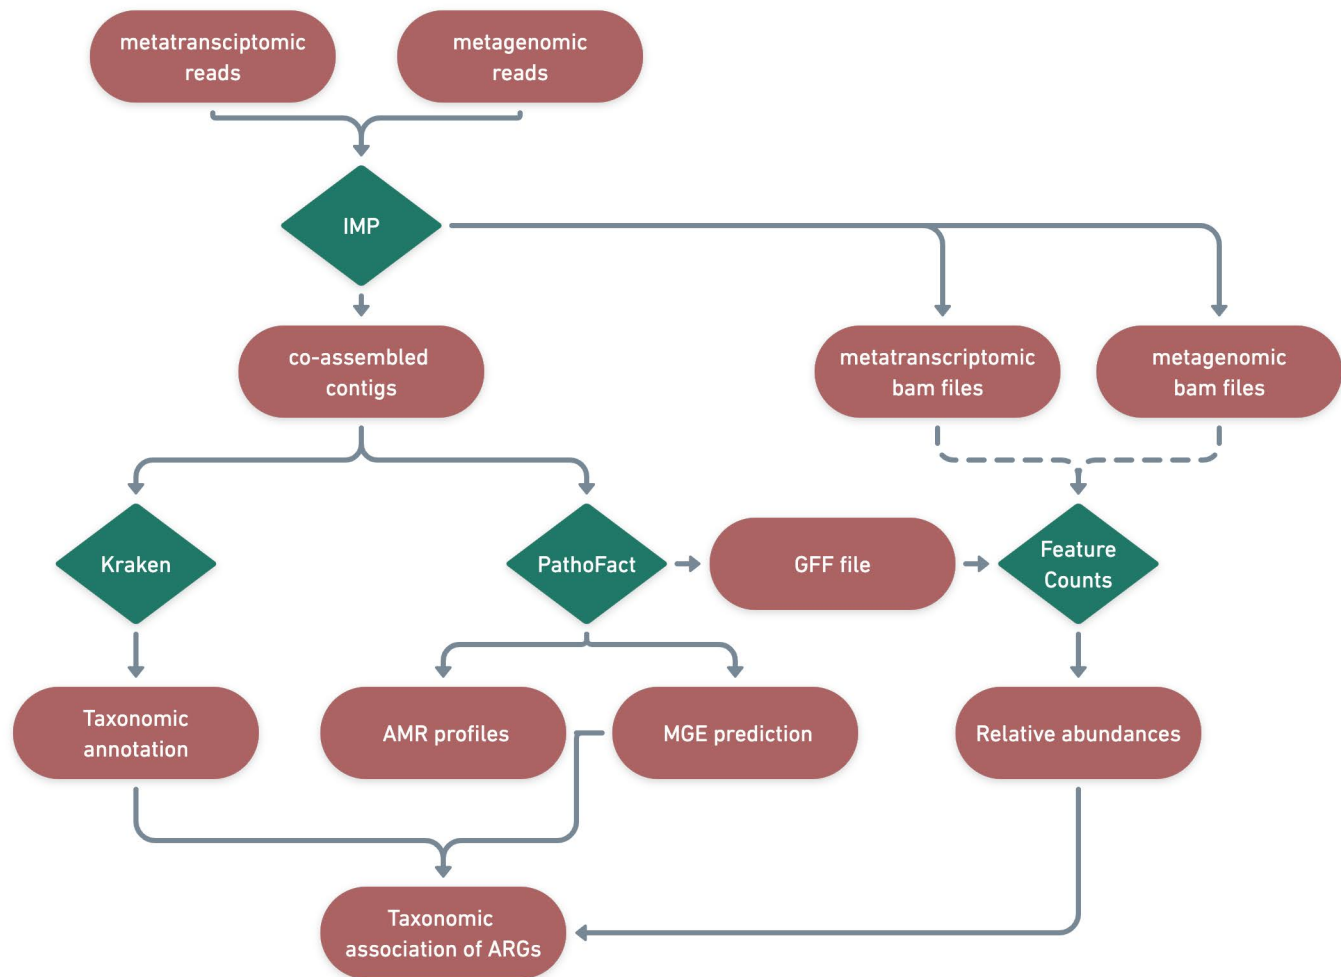 metatransciptomic
reads
metagenomic
reads
IMP
co-assembled
contigs
metatranscriptomic
bam files
metagenomic
bam files
Kraken
PathoFact
GFF file
Feature
Counts
Taxonomic
annotation
AMR profiles
MGE prediction
Relative abundances
Taxonomic
association of ARGs